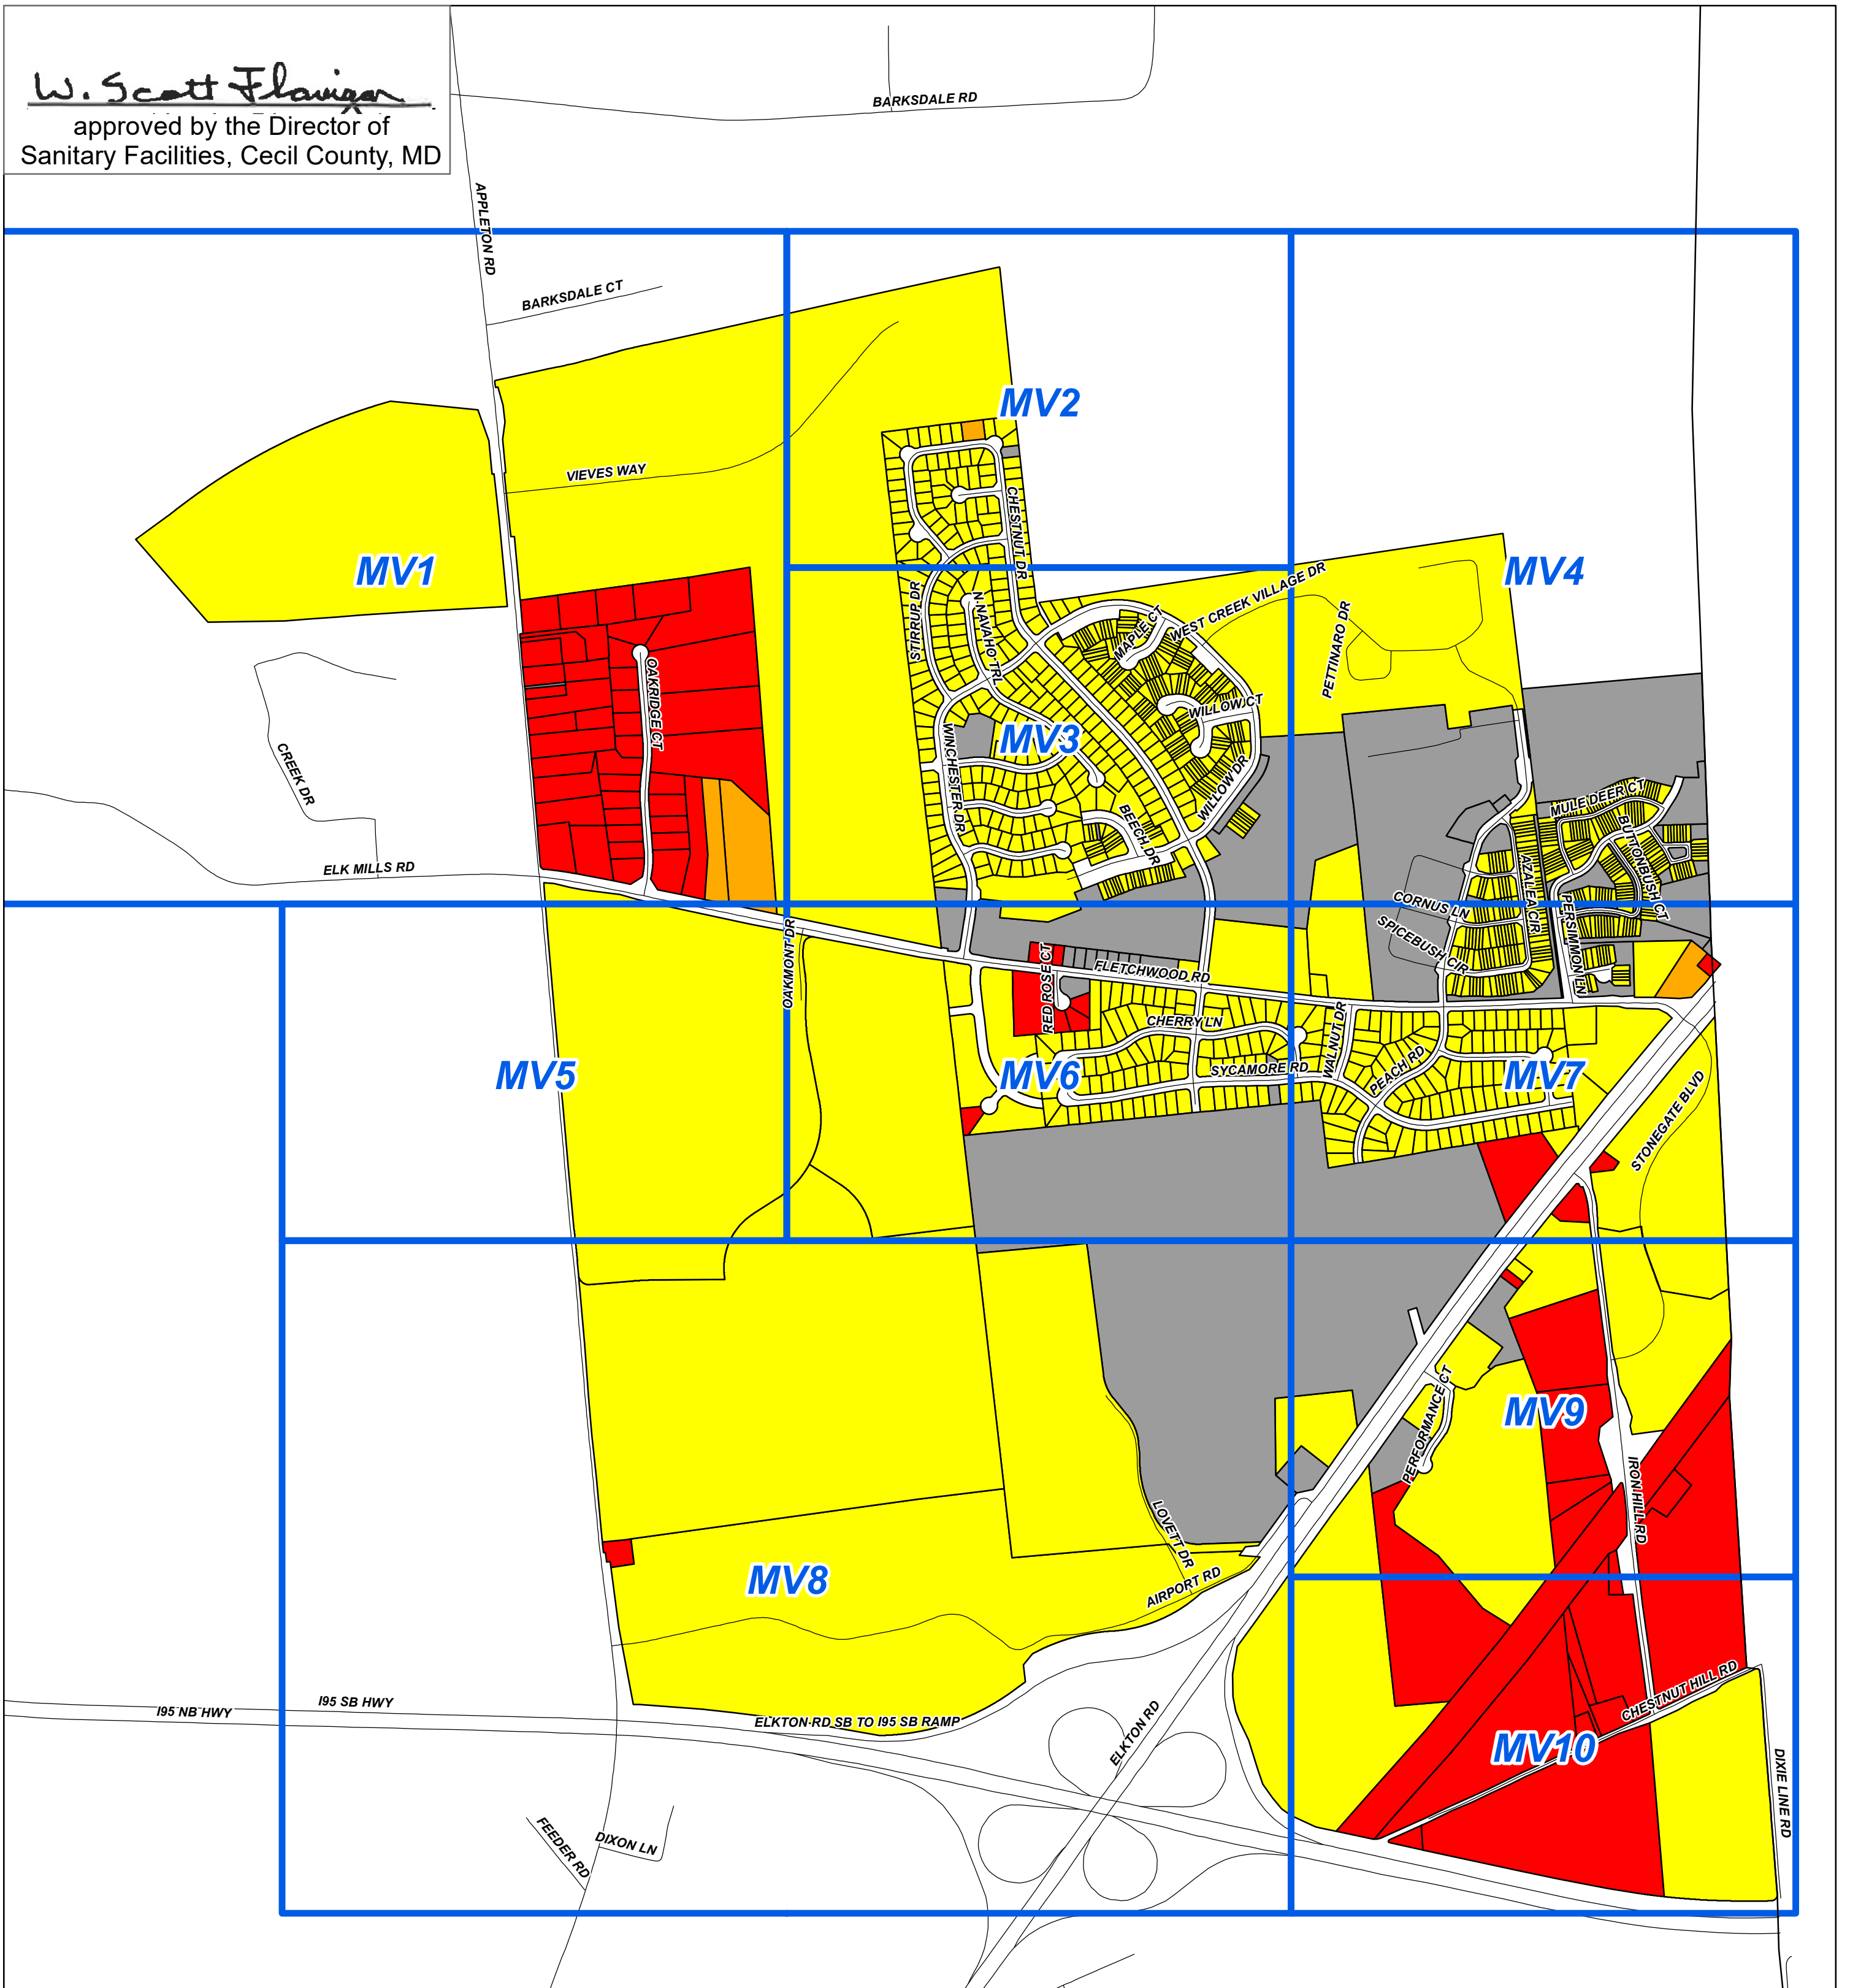 W. Scott Flanigan
approved by the Director of
Sanitary Facilities, Cecil County, MD
BARKSDALE RD
APPLETON RD
BARKSDALE CT
MV2
VIEVES WAY
CHESTNUT DR
MV1
MV4
WEST CREEK VILLAGE DR
MAPLE CT
STIRRUP DR
N NAVAHO TRL
PETTINARO DR
OAKRIDGE CT
WILLOW CT
MV3
WINCHESTER DR
CREEK DR
WILLOW DR
MULE DEER CT
BEECH DR
BUTTONBUSH CT
ELK MILLS RD
AZALEA CIR
CORNUS LN
PERSIMMON LN
SPICEBUSH CIR
OAKMONT DR
RED ROSE CT
FLETCHWOOD RD
CHERRY LN
WALNUT DR
MV5
MV6
SYCAMORE RD
PEACH RD
MV7
STONEGATE BLVD
PERFORMANCE CT
MV9
IRON HILL RD
LOVETT DR
MV8
AIRPORT RD
CHESTNUT HILL RD
I95 NB HWY
I95 SB HWY
ELKTON RD SB TO I95 SB RAMP
ELKTON RD
MV10
DIXIE LINE RD
FEEDER RD
DIXON LN